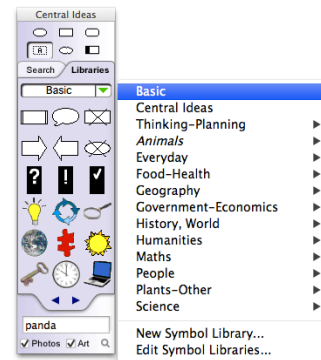 Central Ideas
A
Search Libraries
Basic
?
!
panda
Photos Art
Basic
Central Ideas
Thinking-Planning
Animals
Everyday
Food-Health
Geography
Government-Economics
History, World
Humanities
Maths
People
Plants-Other
Science
New Symbol Library...
Edit Symbol Libraries...